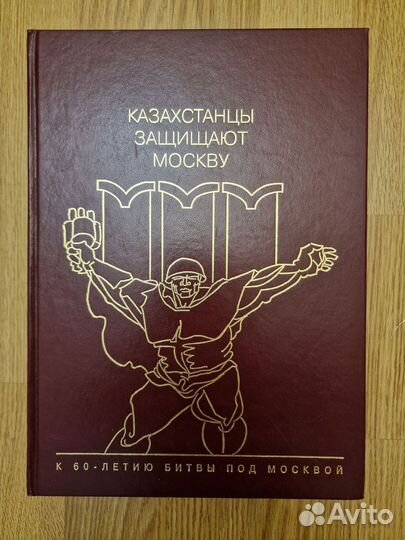 КАЗАХСТАНЦЫ
ЗАЩИЩАЮТ
МОСКВУ
К 60-ЛЕТИЮ БИТВЫ ПОД МОСКВОЙ
Avito